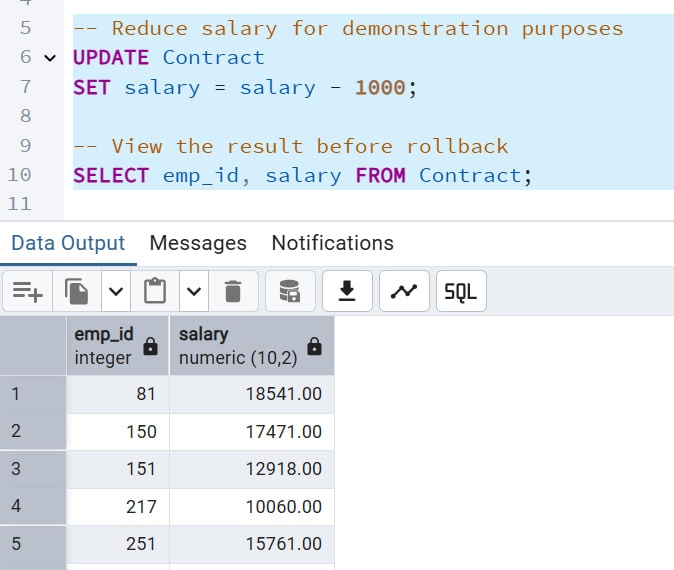 5 -- Reduce salary for demonstration purposes
6 UPDATE Contract
7 SET salary = salary - 1000;
8
9 -- View the result before rollback
10 SELECT emp_id, salary FROM Contract;
11
Data Output Messages Notifications
SQL
emp_id salary
integer numeric (10,2)
1 81 18541.00
2 150 17471.00
3 151 12918.00
4 217 10060.00
5 251 15761.00